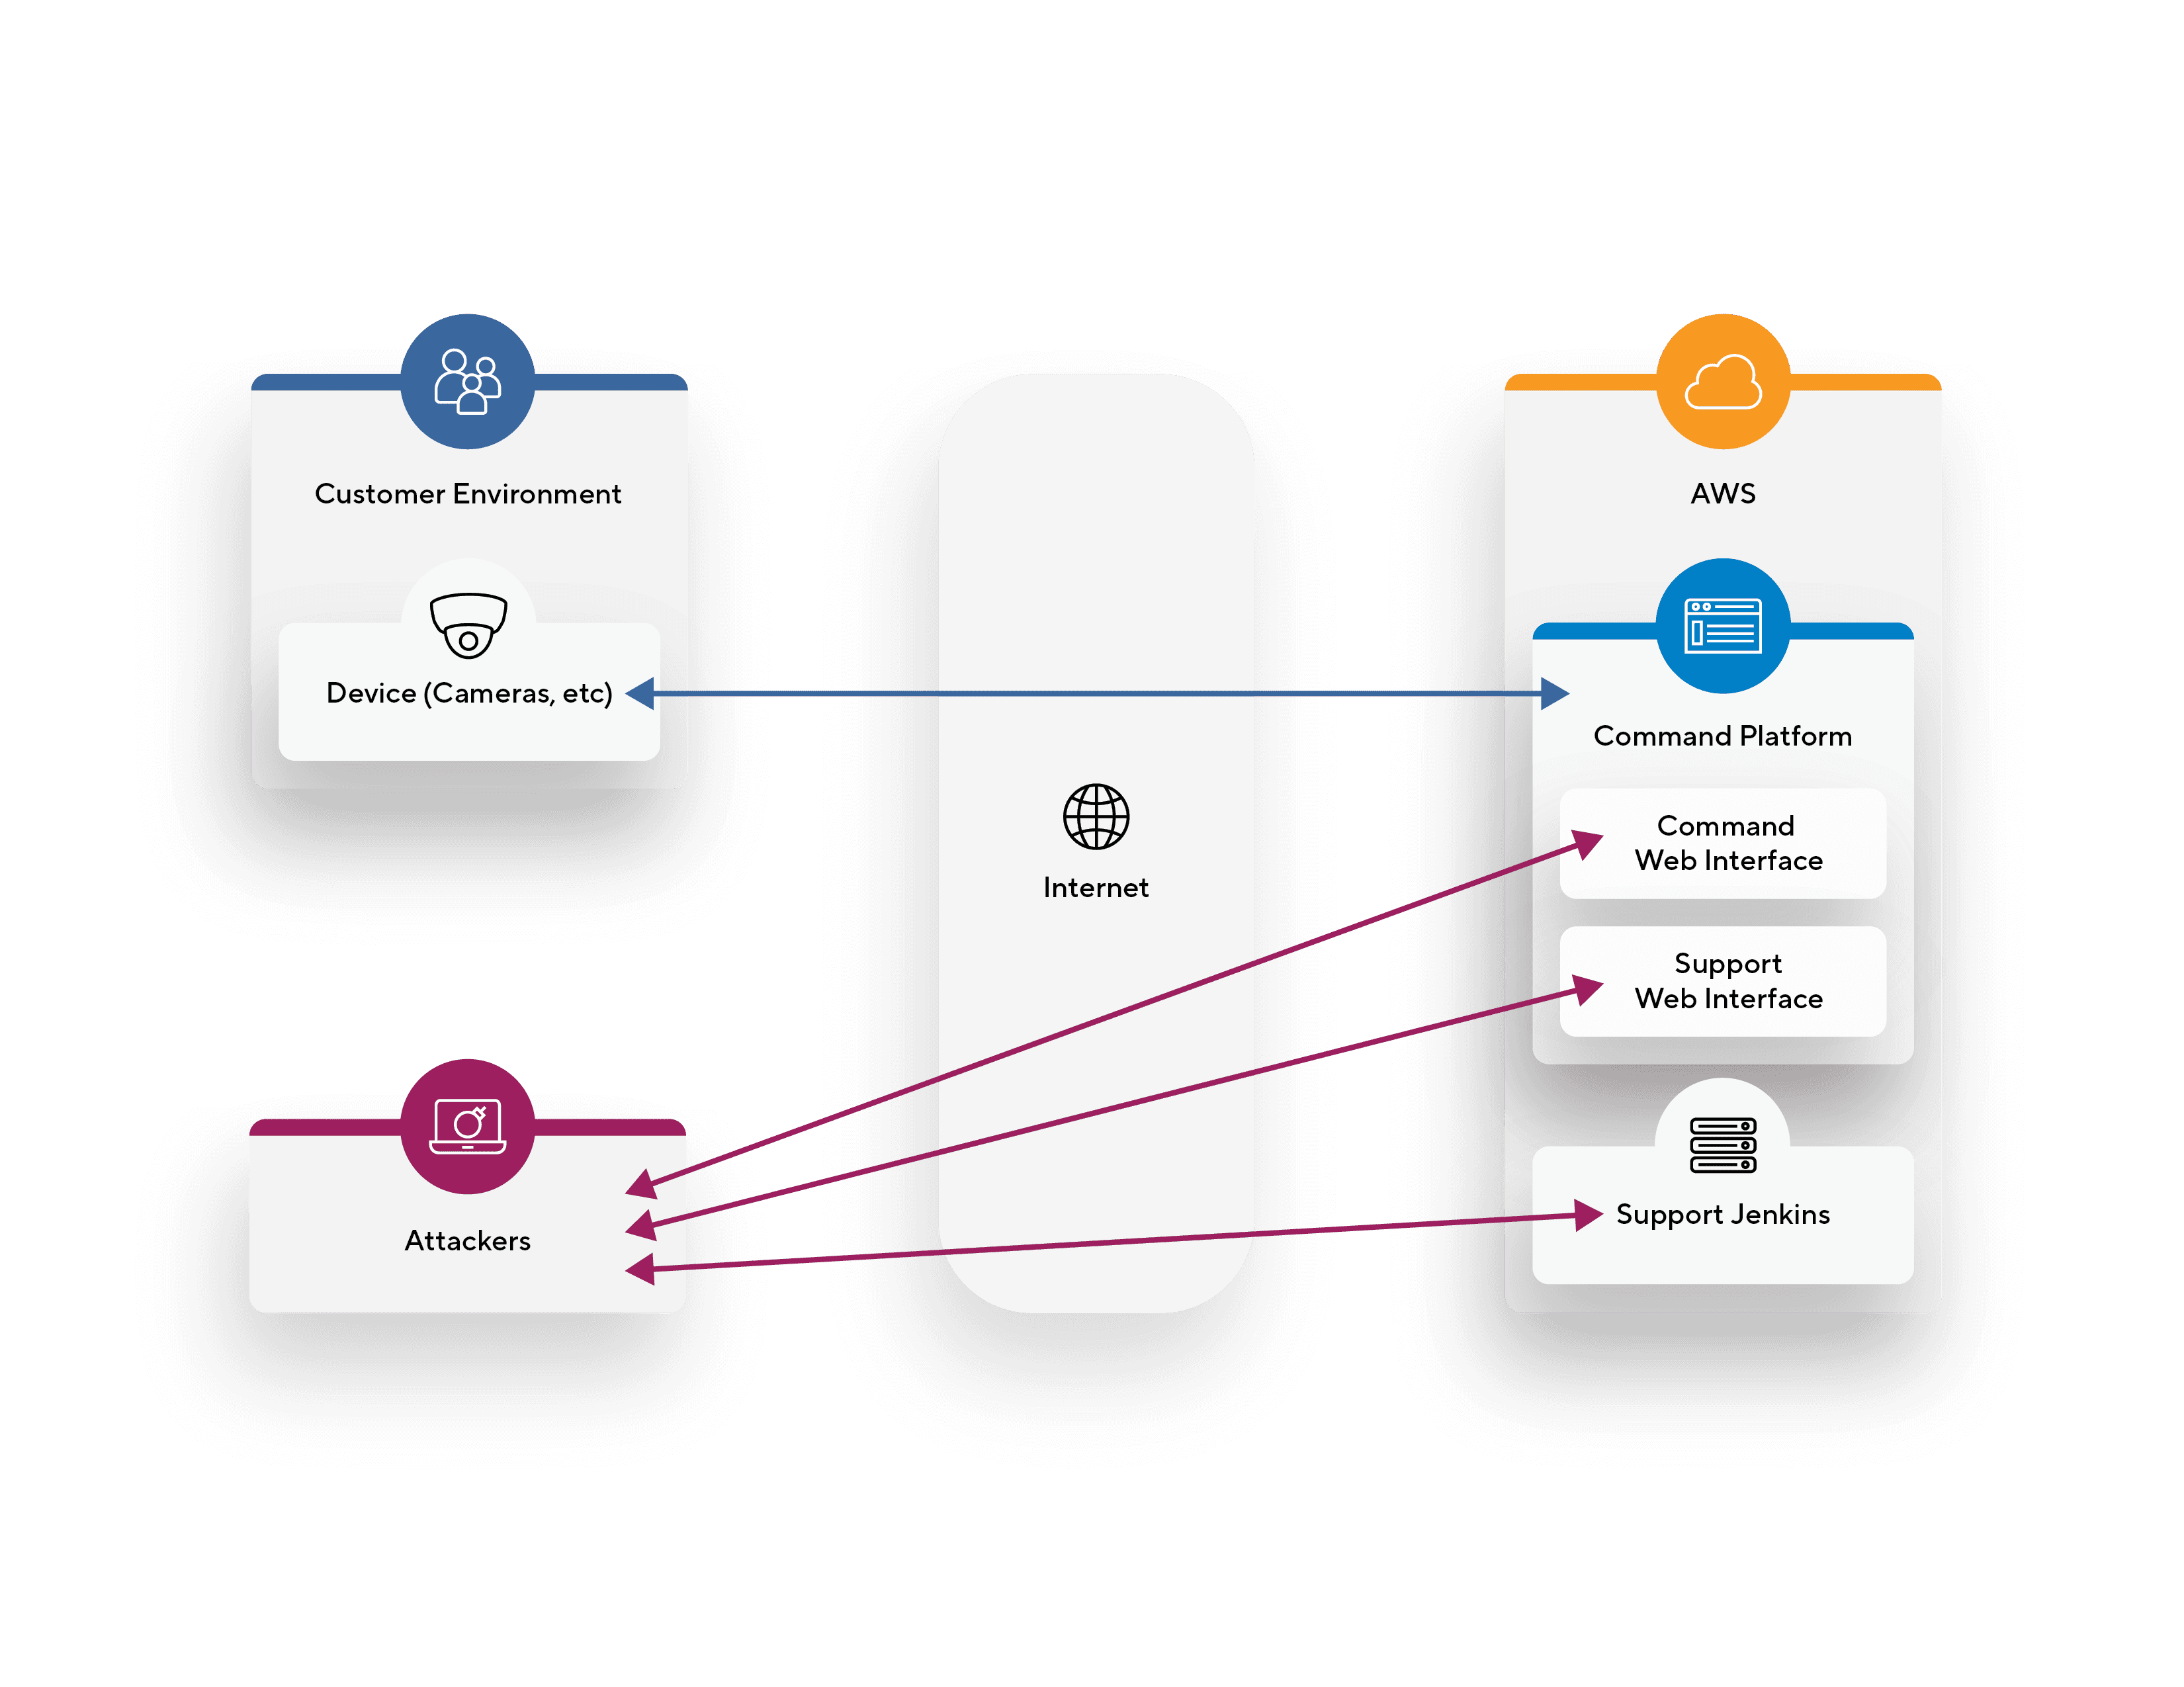 Customer Environment
Device (Cameras, etc)
Attackers
Internet
AWS
Command Platform
Command
Web Interface
Support
Web Interface
Support Jenkins